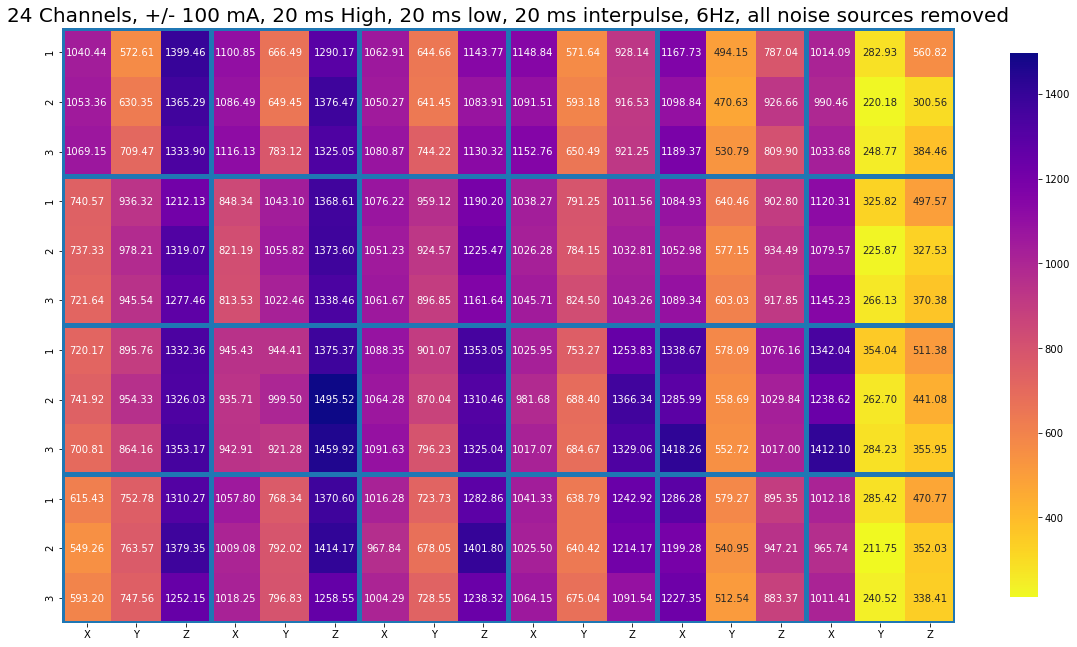 24 Channels, +/- 100 mA, 20 ms High, 20 ms low, 20 ms interpulse, 6Hz, all noise sources removed
1 1040.44 572.61 1399.46 1100.85 666.49 1290.17 1062.91 644.66 1143.77 1148.84 571.64 928.14 1167.73 494.15 787.04 1014.09 282.93 560.82
2 1053.36 630.35 1365.29 1086.49 649.45 1376.47 1050.27 641.45 1083.91 1091.51 593.18 916.53 1098.84 470.63 926.66 990.46 220.18 300.56
3 1069.15 709.47 1333.90 1116.13 783.12 1325.05 1080.87 744.22 1130.32 1152.76 650.49 921.25 1189.37 530.79 809.90 1033.68 248.77 384.46
1 740.57 936.32 1212.13 848.34 1043.10 1368.61 1076.22 959.12 1190.20 1038.27 791.25 1011.56 1084.93 640.46 902.80 1120.31 325.82 497.57
2 737.33 978.21 1319.07 821.19 1055.82 1373.60 1051.23 924.57 1225.47 1026.28 784.15 1032.81 1052.98 577.15 934.49 1079.57 225.87 327.53
3 721.64 945.54 1277.46 813.53 1022.46 1338.46 1061.67 896.85 1161.64 1045.71 824.50 1043.26 1089.34 603.03 917.85 1145.23 266.13 370.38
1 720.17 895.76 1332.36 945.43 944.41 1375.37 1088.35 901.07 1353.05 1025.95 753.27 1253.83 1338.67 578.09 1076.16 1342.04 354.04 511.38
2 741.92 954.33 1326.03 935.71 999.50 1495.52 1064.28 870.04 1310.46 981.68 688.40 1366.34 1285.99 558.69 1029.84 1238.62 262.70 441.08
3 700.81 864.16 1353.17 942.91 921.28 1459.92 1091.63 796.23 1325.04 1017.07 684.67 1329.06 1418.26 552.72 1017.00 1412.10 284.23 355.95
1 615.43 752.78 1310.27 1057.80 768.34 1370.60 1016.28 723.73 1282.86 1041.33 638.79 1242.92 1286.28 579.27 895.35 1012.18 285.42 470.77
2 549.26 763.57 1379.35 1009.08 792.02 1414.17 967.84 678.05 1401.80 1025.50 640.42 1214.17 1199.28 540.95 947.21 965.74 211.75 352.03
3 593.20 747.56 1252.15 1018.25 796.83 1258.55 1004.29 728.55 1238.32 1064.15 675.04 1091.54 1227.35 512.54 883.37 1011.41 240.52 338.41
X Y Z X Y Z X Y Z X Y Z X Y Z X Y Z
1400
1200
1000
800
600
400